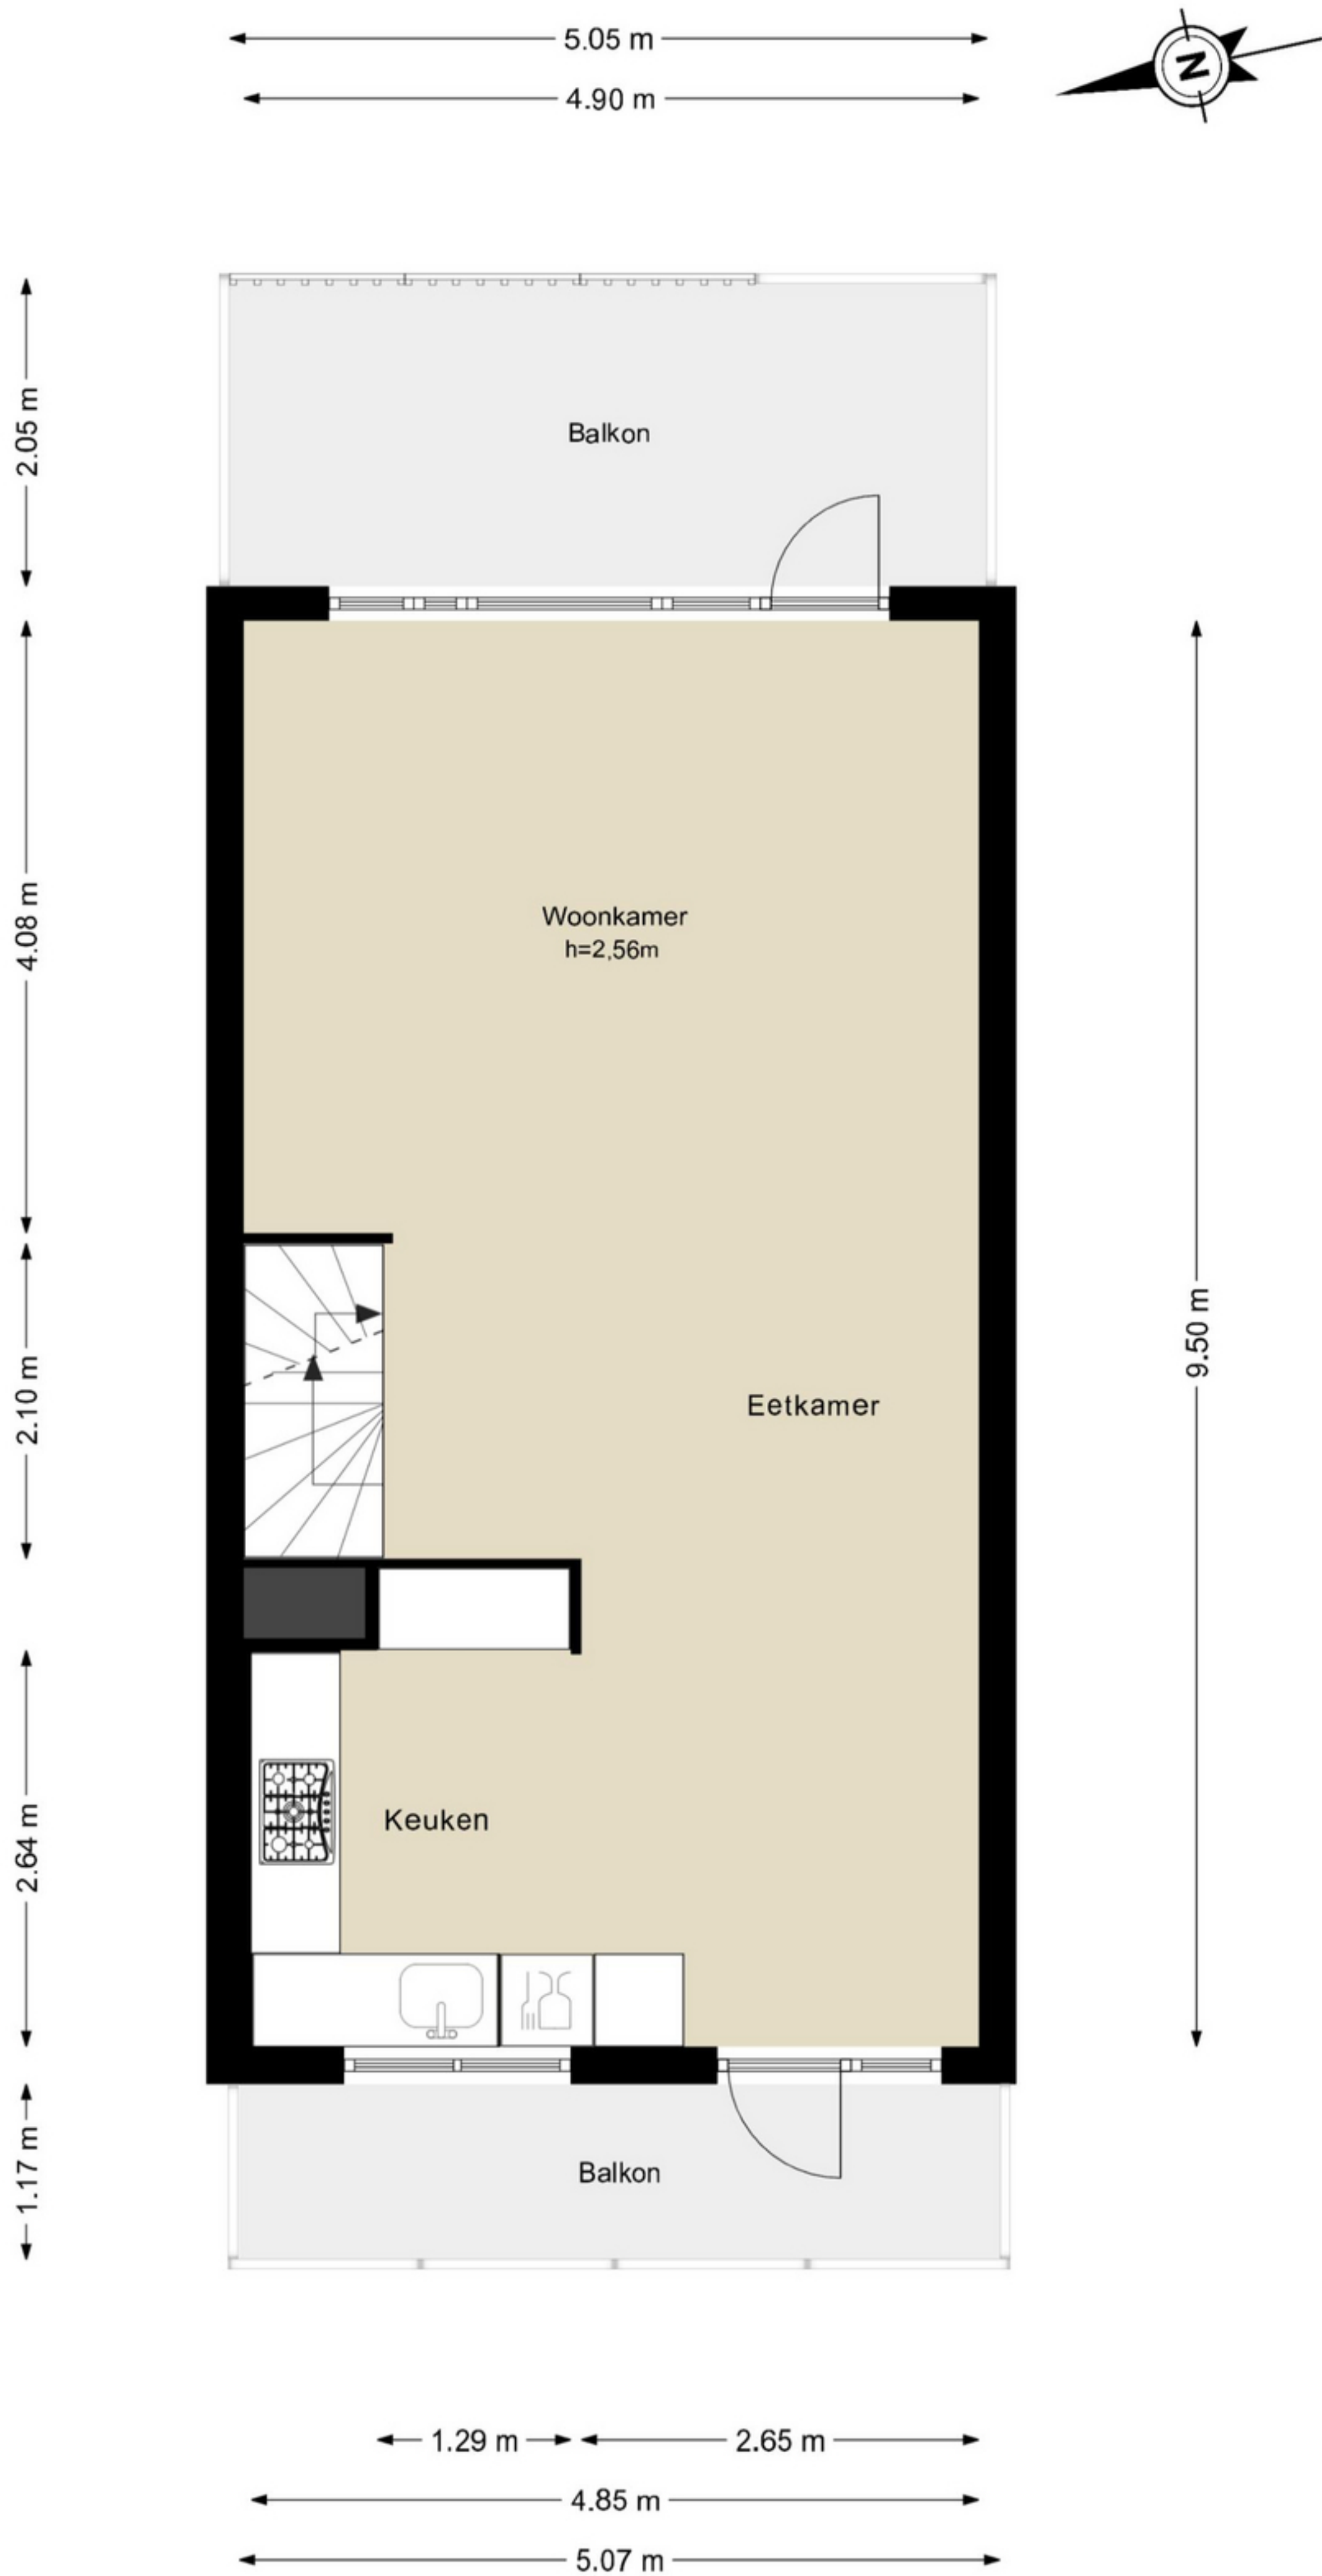 5.05 m
4.90 m
N
Balkon
2.05 m
Woonkamer
h=2,56m
4.08 m
9.50 m
Eetkamer
2.10 m
Keuken
2.64 m
Balkon
1.17 m
1.29 m
2.65 m
4.85 m
5.07 m